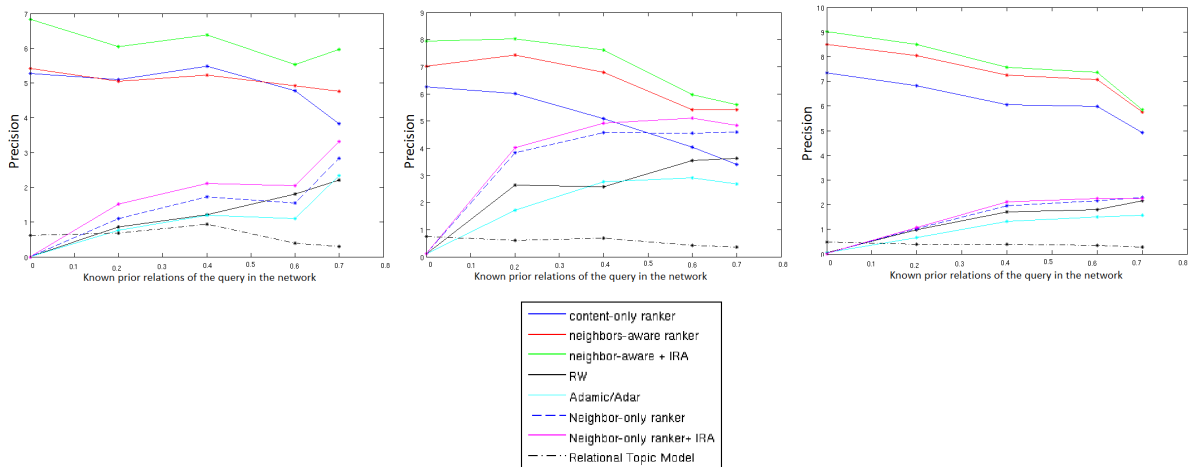 7
6
5
4
3
2
1
0
Precision
0 0.1 0.2 0.3 0.4 0.5 0.6 0.7 0.8
Known prior relations of the query in the network
9
8
7
6
5
4
3
2
1
0
Precision
0 0.1 0.2 0.3 0.4 0.5 0.6 0.7 0.8
Known prior relations of the query in the network
10
9
8
7
6
5
4
3
2
1
0
Precision
0 0.1 0.2 0.3 0.4 0.5 0.6 0.7 0.8
Known prior relations of the query in the network
content-only ranker
neighbors-aware ranker
neighbor-aware + IRA
RW
Adamic/Adar
Neighbor-only ranker
Neighbor-only ranker+ IRA
Relational Topic Model